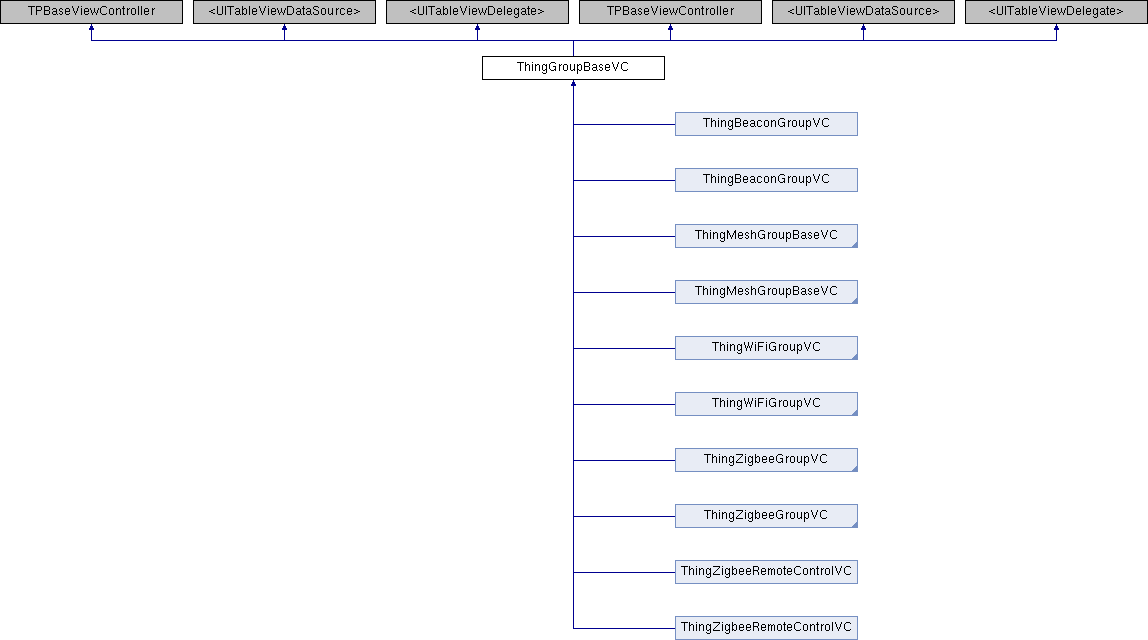 TPBaseViewController
<UITableViewDataSource>
<UITableViewDelegate>
TPBaseViewController
<UITableViewDataSource>
<UITableViewDelegate>
ThingGroupBaseVC
ThingBeaconGroupVC
ThingBeaconGroupVC
ThingMeshGroupBaseVC
ThingMeshGroupBaseVC
ThingWiFiGroupVC
ThingWiFiGroupVC
ThingZigbeeGroupVC
ThingZigbeeGroupVC
ThingZigbeeRemoteControlVC
ThingZigbeeRemoteControlVC